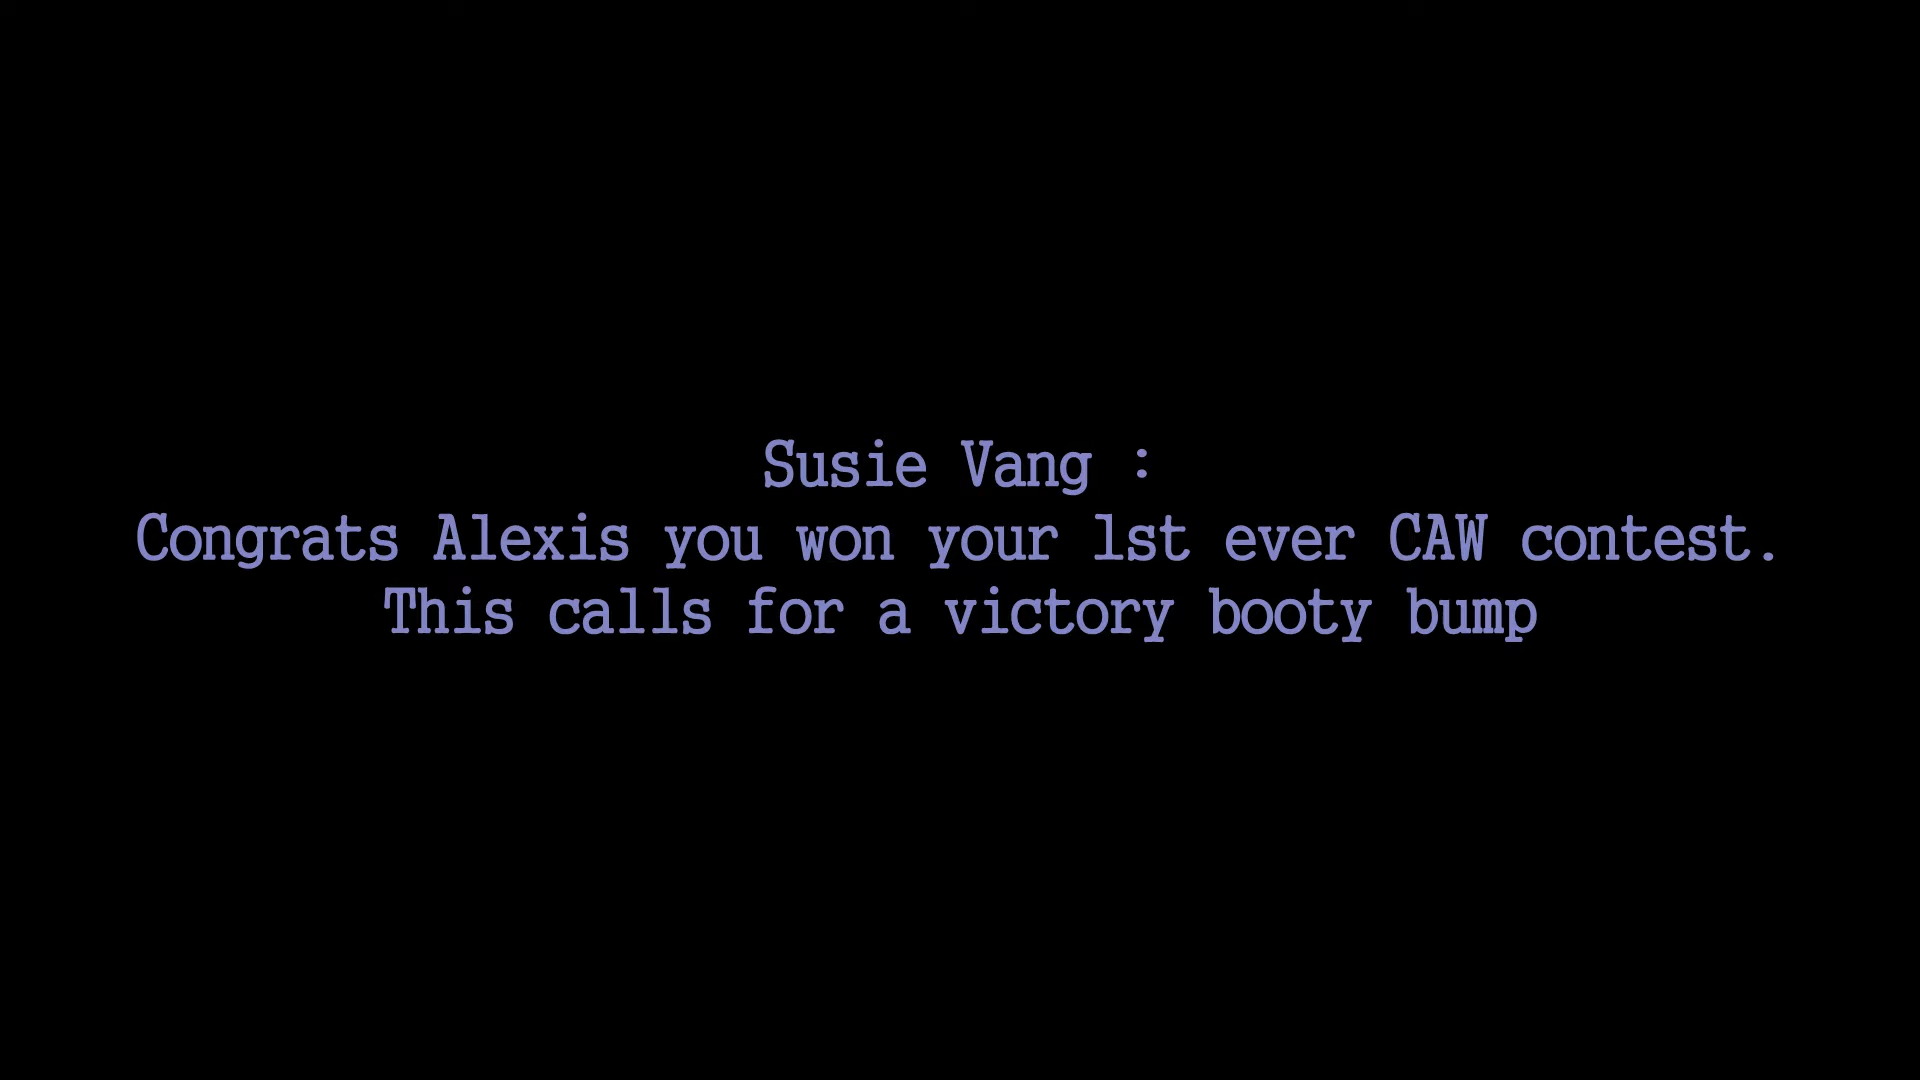 Susie Vang :
Congrats Alexis you won your 1st ever CAW contest.
This calls for a victory booty bump